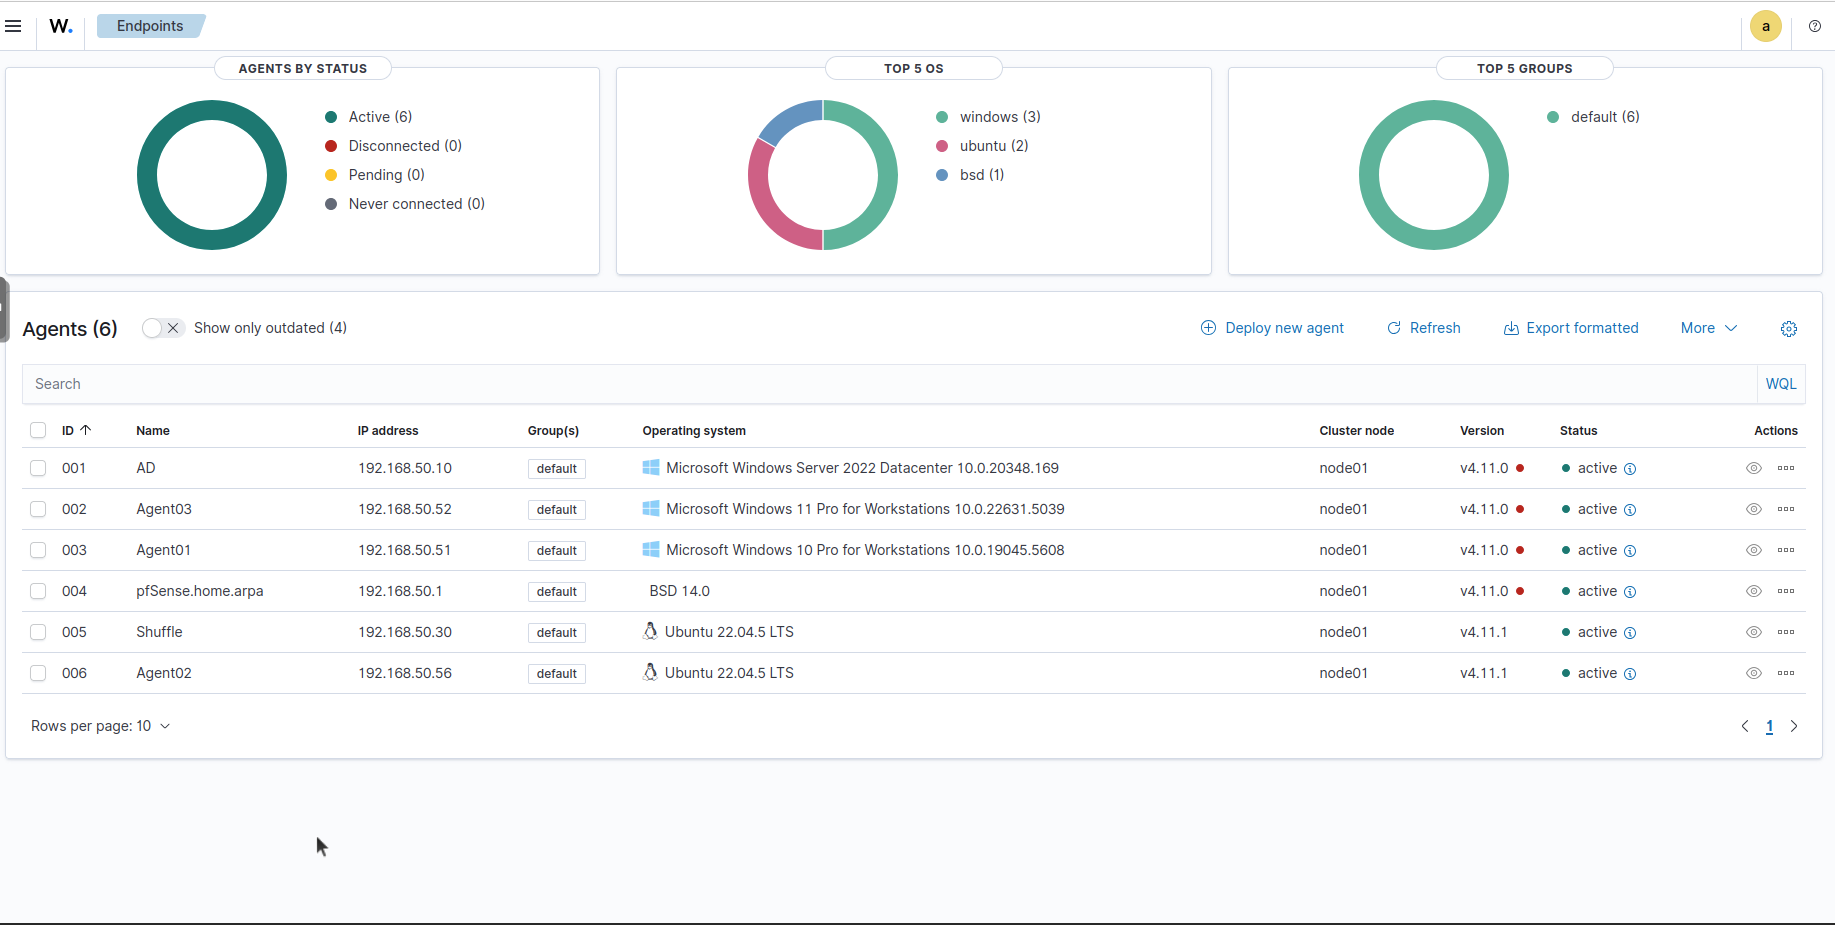 W. Endpoints a
AGENTS BY STATUS
Active (6)
Disconnected (0)
Pending (0)
Never connected (0)
TOP 5 OS
windows (3)
ubuntu (2)
bsd (1)
TOP 5 GROUPS
default (6)
Agents (6) Show only outdated (4) Deploy new agent Refresh Export formatted More
Search WQL
ID Name IP address Group(s) Operating system Cluster node Version Status Actions
001 AD 192.168.50.10 default Microsoft Windows Server 2022 Datacenter 10.0.20348.169 node01 v4.11.0 active
002 Agent03 192.168.50.52 default Microsoft Windows 11 Pro for Workstations 10.0.22631.5039 node01 v4.11.0 active
003 Agent01 192.168.50.51 default Microsoft Windows 10 Pro for Workstations 10.0.19045.5608 node01 v4.11.0 active
004 pfSense.home.arpa 192.168.50.1 default BSD 14.0 node01 v4.11.0 active
005 Shuffle 192.168.50.30 default Ubuntu 22.04.5 LTS node01 v4.11.1 active
006 Agent02 192.168.50.56 default Ubuntu 22.04.5 LTS node01 v4.11.1 active
Rows per page: 10 1